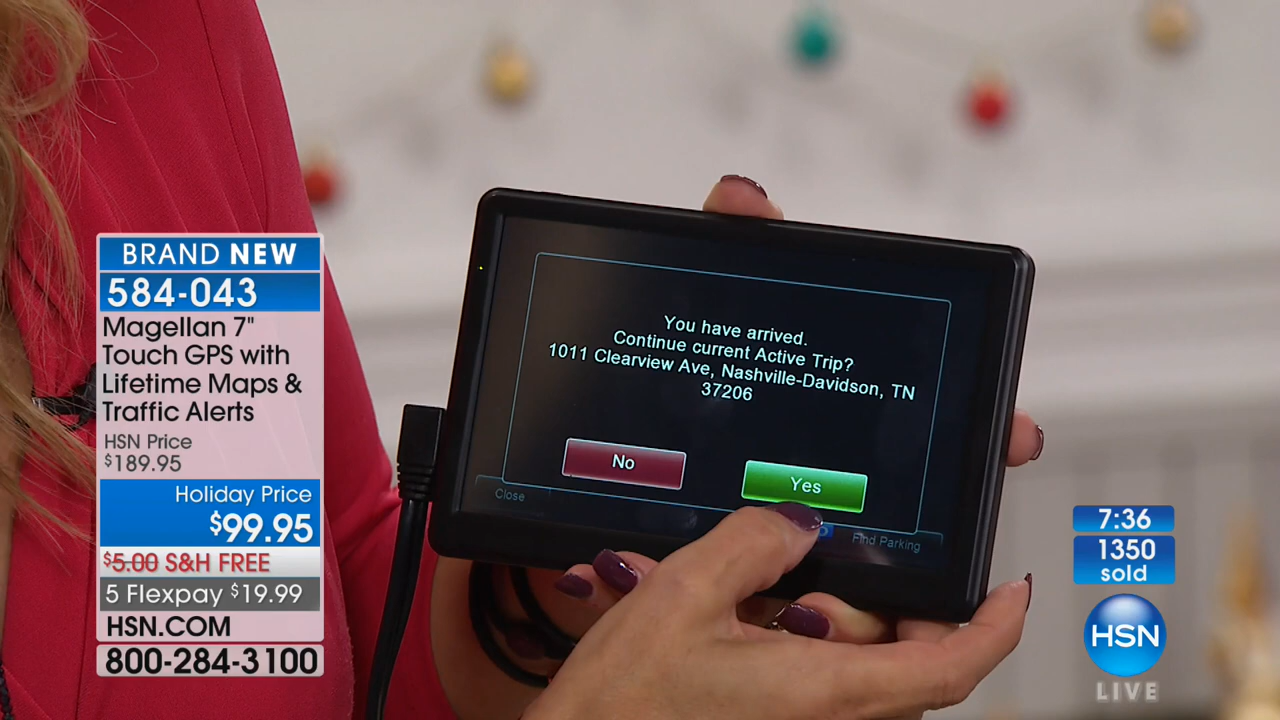 BRAND NEW
584-043
Magellan 7"
Touch GPS with
Lifetime Maps &
Traffic Alerts
HSN Price
$189.95
Holiday Price
$99.95
$5.00 S&H FREE
5 Flexpay $19.99
HSN.COM
800-284-3100
You have arrived.
Continue current Active Trip?
1011 Clearview Ave, Nashville-Davidson, TN
37206
No
Yes
Close
Find Parking
7:36
1350
sold
HSN
LIVE